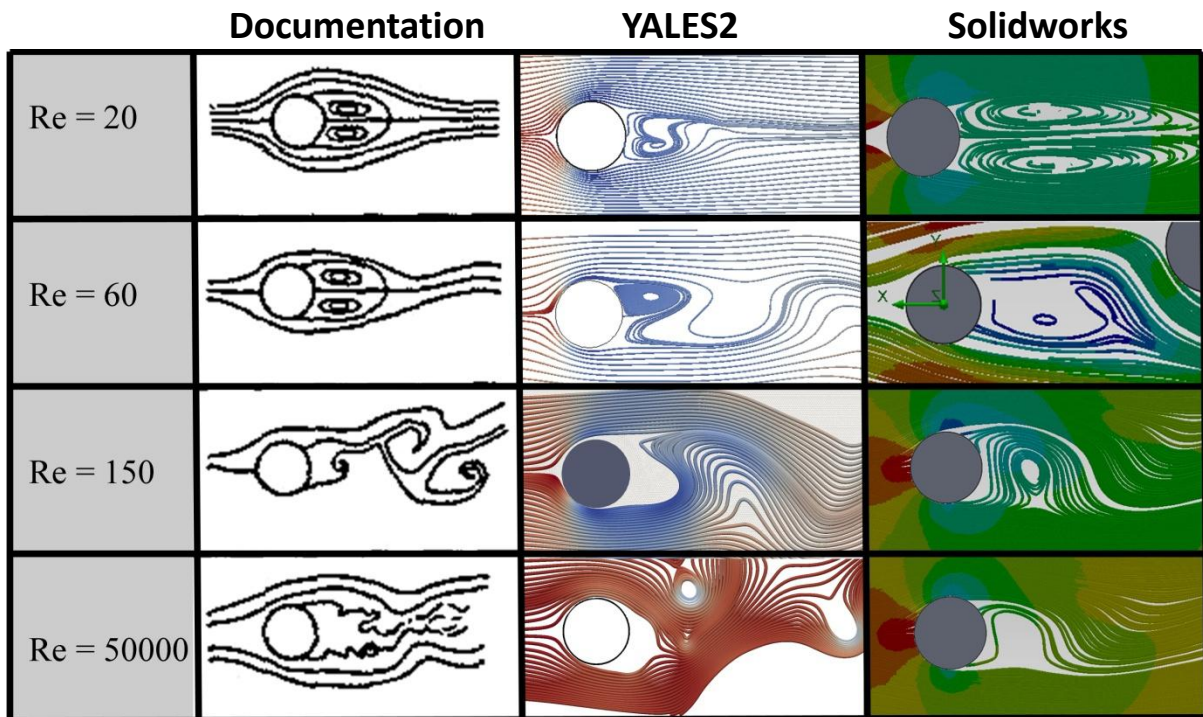 Documentation YALES2 Solidworks
Re = 20
Re = 60
Y
X Z
Re = 150
Re = 50000